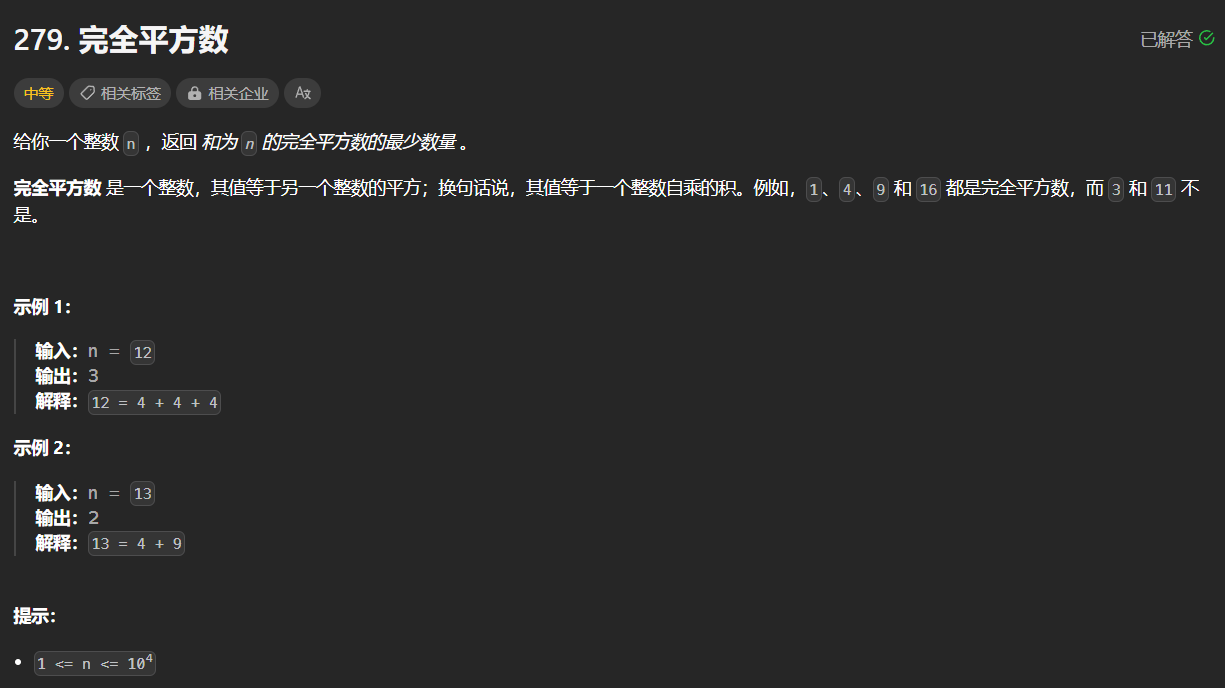 279. 完全平方数
已解答
中等 相关标签 相关企业 A文
给你一个整数 n ，返回 和为 n 的完全平方数的最少数量 。
完全平方数 是一个整数，其值等于另一个整数的平方；换句话说，其值等于一个整数自乘的积。例如，1、4、9 和 16 都是完全平方数，而 3 和 11 不
是。
示例 1：
输入：n = 12
输出：3
解释：12 = 4 + 4 + 4
示例 2：
输入：n = 13
输出：2
解释：13 = 4 + 9
提示：
• 1 <= n <= 10⁴